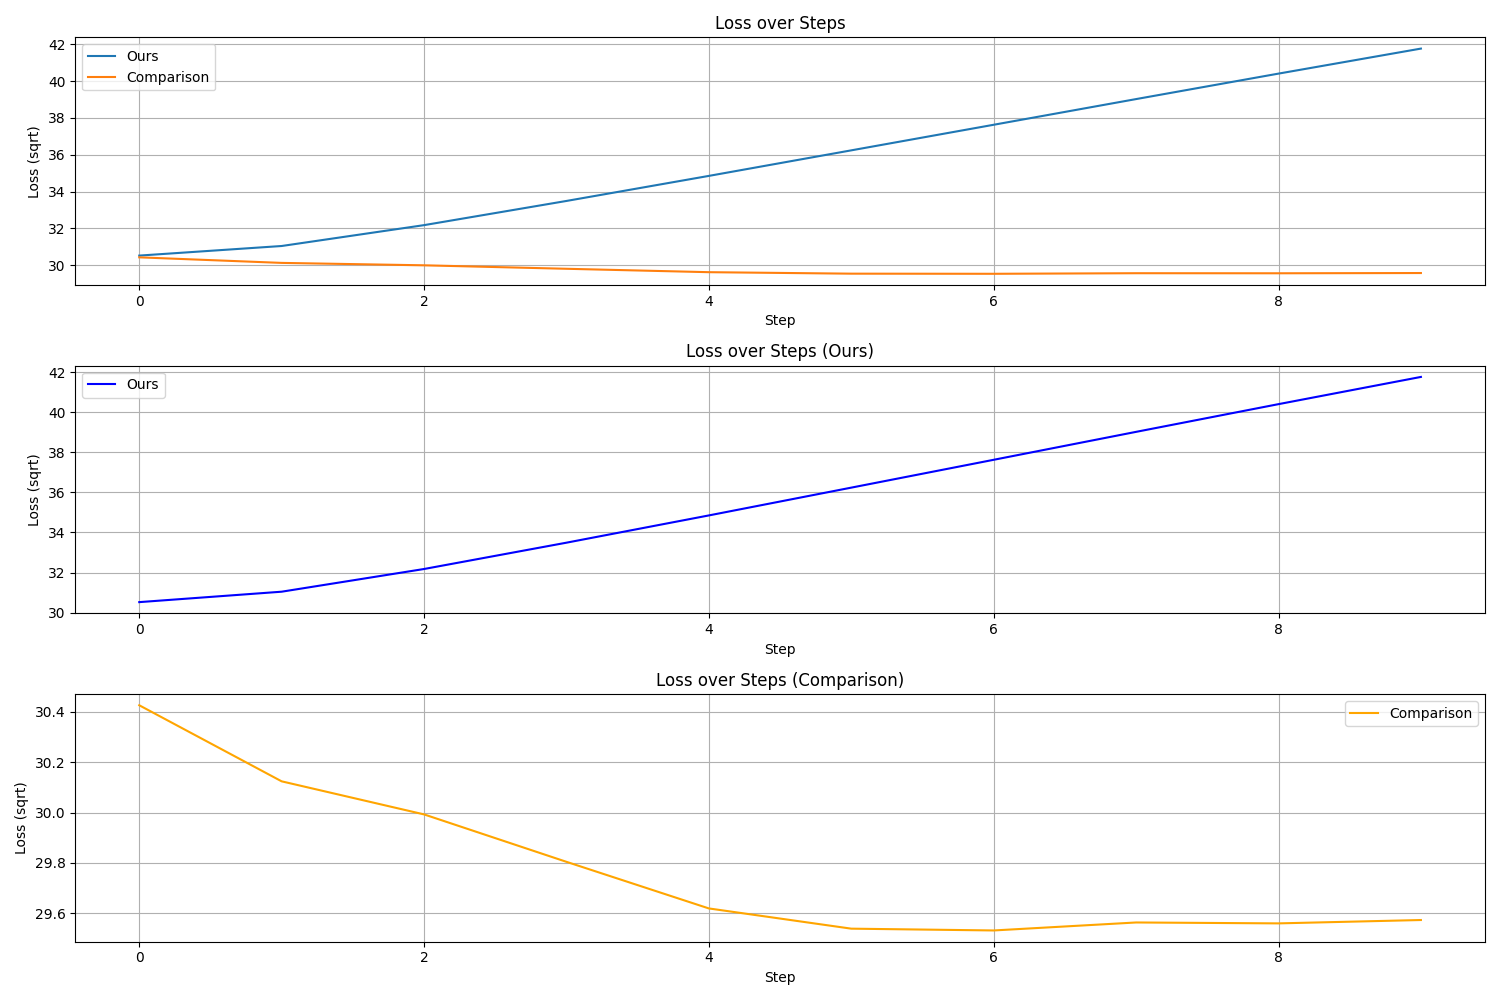 Loss over Steps
42
40
38
36
34
32
30
Loss (sqrt)
Ours
Comparison
0 2 4 6 8
Step
Loss over Steps (Ours)
42
40
38
36
34
32
30
Loss (sqrt)
Ours
0 2 4 6 8
Step
Loss over Steps (Comparison)
30.4
30.2
30.0
29.8
29.6
Loss (sqrt)
Comparison
0 2 4 6 8
Step